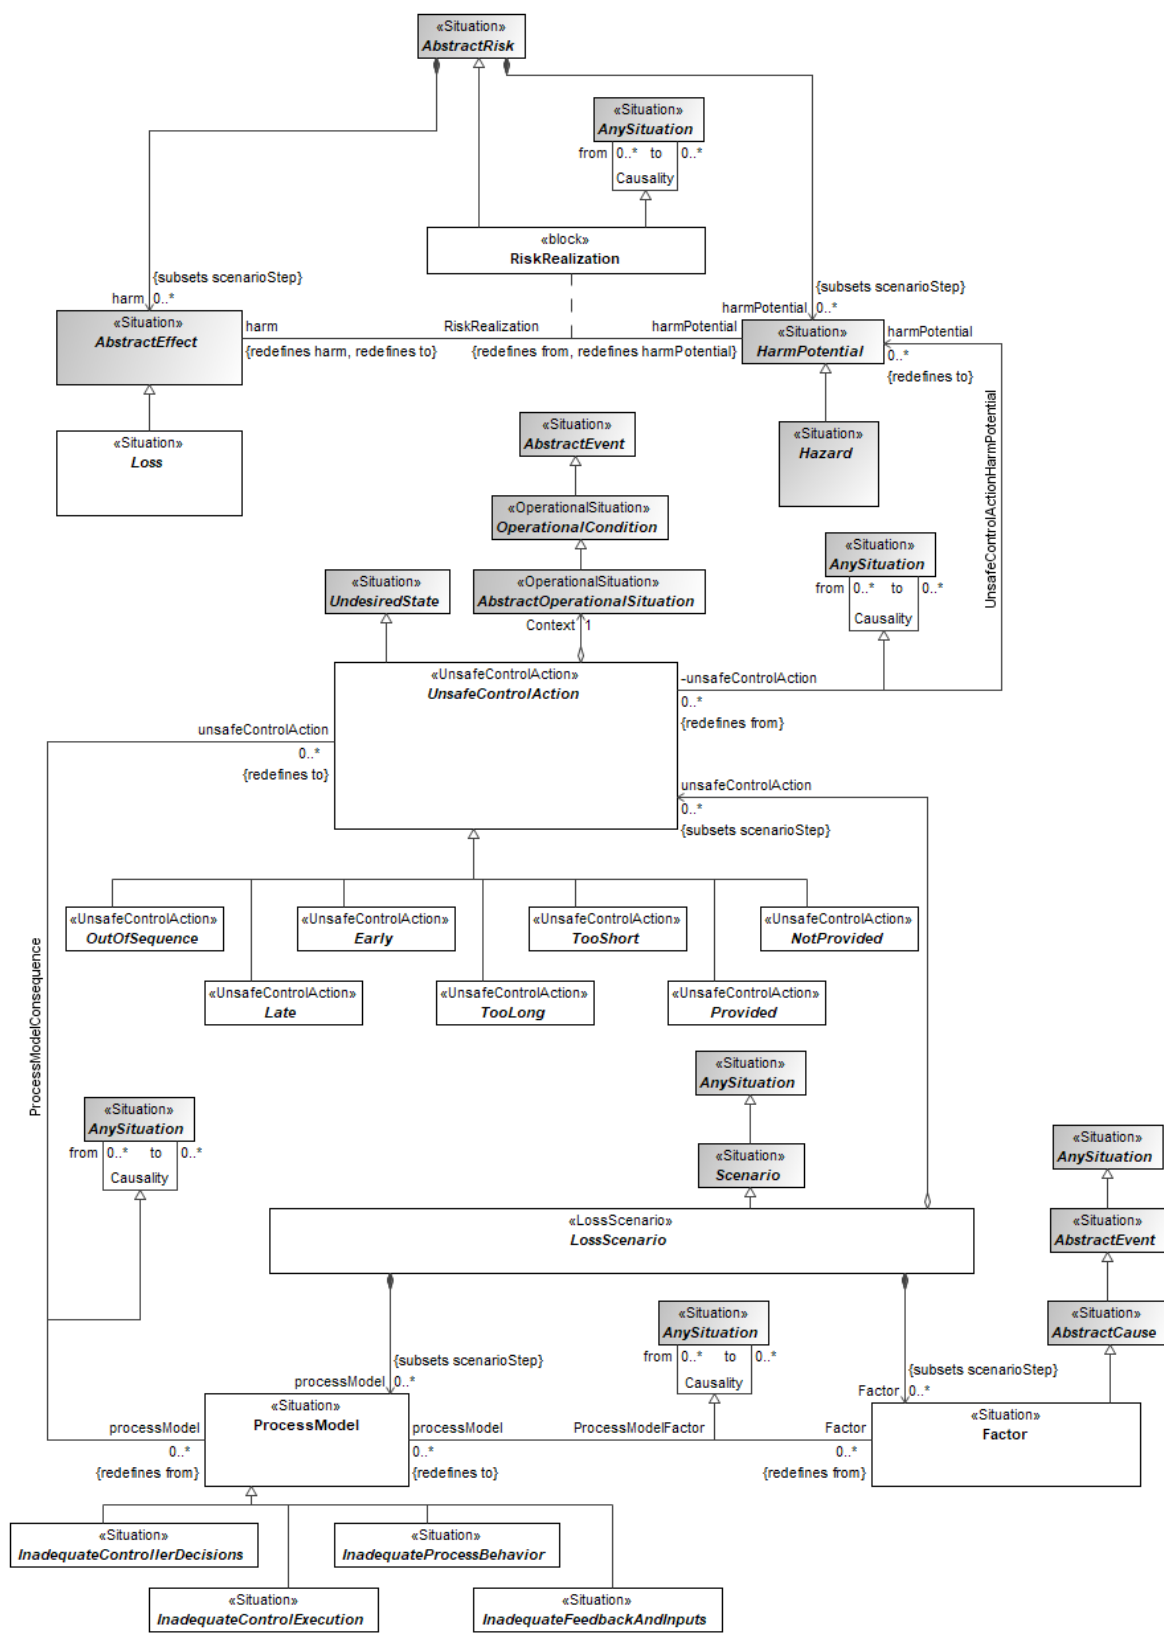 «Situation»
AbstractRisk
«Situation»
AnySituation
from 0..* to 0..*
Causality
«block»
RiskRealization
{subsets scenarioStep}
harm 0..*
{subsets scenarioStep}
harmPotential 0..*
«Situation»
AbstractEffect
harm
RiskRealization
harmPotential
{redefines harm, redefines to}
{redefines from, redefines harmPotential}
«Situation»
HarmPotential
harmPotential
0..*
{redefines to}
UnsafeControlActionHarmPotential
«Situation»
Loss
«Situation»
Hazard
«Situation»
AbstractEvent
«OperationalSituation»
OperationalCondition
«OperationalSituation»
AbstractOperationalSituation
Context 1
«Situation»
UndesiredState
«Situation»
AnySituation
from 0..* to 0..*
Causality
«UnsafeControlAction»
UnsafeControlAction
-unsafeControlAction
0..*
{redefines from}
unsafeControlAction
0..*
{redefines to}
unsafeControlAction
0..*
{subsets scenarioStep}
«UnsafeControlAction»
OutOfSequence
«UnsafeControlAction»
Early
«UnsafeControlAction»
TooShort
«UnsafeControlAction»
NotProvided
«UnsafeControlAction»
Late
«UnsafeControlAction»
TooLong
«UnsafeControlAction»
Provided
ProcessModelConsequence
«Situation»
AnySituation
«Situation»
AnySituation
from 0..* to 0..*
Causality
«Situation»
Scenario
«Situation»
AnySituation
«Situation»
AbstractEvent
«Situation»
AbstractCause
«LossScenario»
LossScenario
«Situation»
AnySituation
from 0..* to 0..*
Causality
{subsets scenarioStep}
processModel 0..*
{subsets scenarioStep}
Factor 0..*
processModel
0..*
{redefines from}
«Situation»
ProcessModel
processModel
0..*
{redefines to}
ProcessModelFactor
Factor
0..*
{redefines from}
«Situation»
Factor
«Situation»
InadequateControllerDecisions
«Situation»
InadequateProcessBehavior
«Situation»
InadequateControlExecution
«Situation»
InadequateFeedbackAndInputs